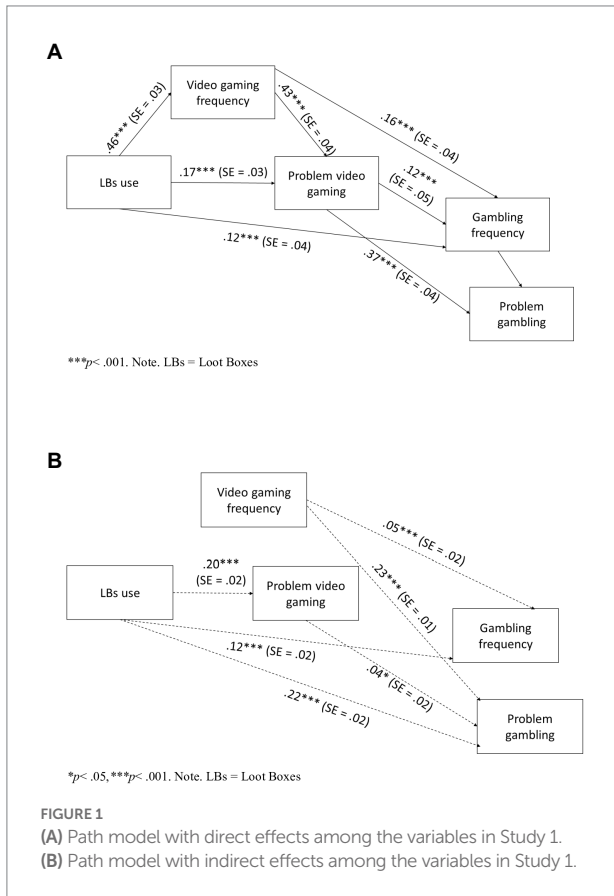 A
Video gaming
frequency
.46*** (SE = .03)
.43*** (SE = .04)
.16*** (SE = .04)
LBs use
.17*** (SE = .03)
Problem video
gaming
.12***
(SE = .05)
Gambling
frequency
.12*** (SE = .04)
.37*** (SE = .04)
Problem
gambling
***p< .001. Note. LBs = Loot Boxes
B
Video gaming
frequency
.05*** (SE = .02)
.20***
(SE = .02)
.23*** (SE = .01)
LBs use
Problem video
gaming
Gambling
frequency
.12*** (SE = .02)
.04* (SE = .02)
.22*** (SE = .02)
Problem
gambling
*p< .05, ***p< .001. Note. LBs = Loot Boxes
FIGURE 1
(A) Path model with direct effects among the variables in Study 1.
(B) Path model with indirect effects among the variables in Study 1.